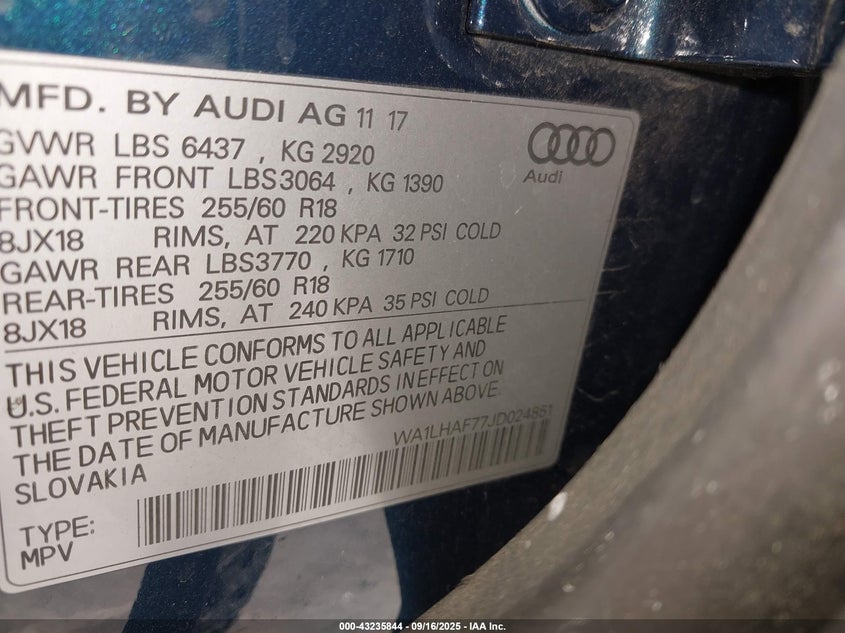 MFD. BY AUDI AG 11 17
GVWR LBS 6437 , KG 2920
GAWR FRONT LBS3064 , KG 1390
FRONT-TIRES 255/60 R18
8JX18 RIMS, AT 220 KPA 32 PSI COLD
GAWR REAR LBS3770 , KG 1710
REAR-TIRES 255/60 R18
8JX18 RIMS, AT 240 KPA 35 PSI COLD
Audi
THIS VEHICLE CONFORMS TO ALL APPLICABLE
U.S. FEDERAL MOTOR VEHICLE SAFETY AND
THEFT PREVENTION STANDARDS IN EFFECT ON
THE DATE OF MANUFACTURE SHOWN ABOVE
SLOVAKIA
WA1LHAF77JD024861
TYPE:
MPV
000-43235844 - 09/16/2025 - IAA Inc.